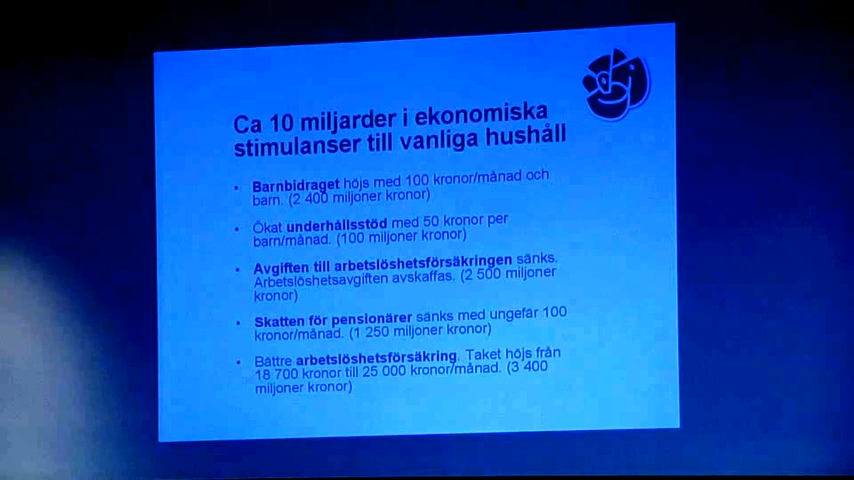 Ca 10 miljarder i ekonomiska
stimulanser till vanliga hushåll
• Barnbidraget höjs med 100 kronor/månad och
barn. (2 400 miljoner kronor)
• Ökat underhållsstöd med 50 kronor per
barn/månad. (100 miljoner kronor)
• Avgiften till arbetslöshetsförsäkringen sänks.
Arbetslöshetsavgiften avskaffas. (2 500 miljoner
kronor)
• Skatten för pensionärer sänks med ungefär 100
kronor/månad. (1 250 miljoner kronor)
• Bättre arbetslöshetsförsäkring. Taket höjs från
18 700 kronor till 25 000 kronor/månad. (3 400
miljoner kronor)